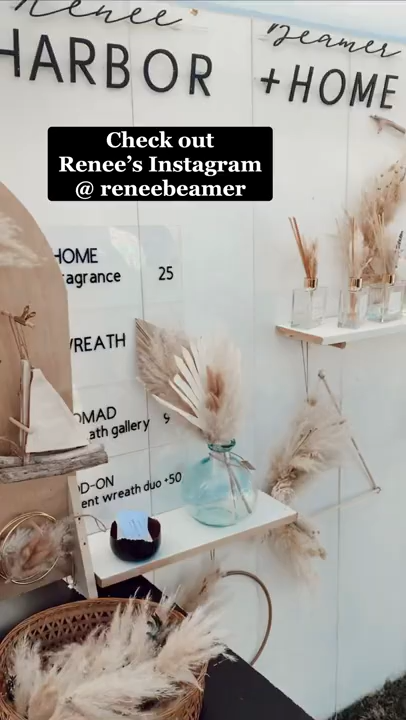 Renee
Beamer
HARBOR
+HOME
Check out
Renee's Instagram
@ reneebeamer
HOME
agrance 25
WREATH
OMAD
ath gallery
D-ON
ent wreath duo +50